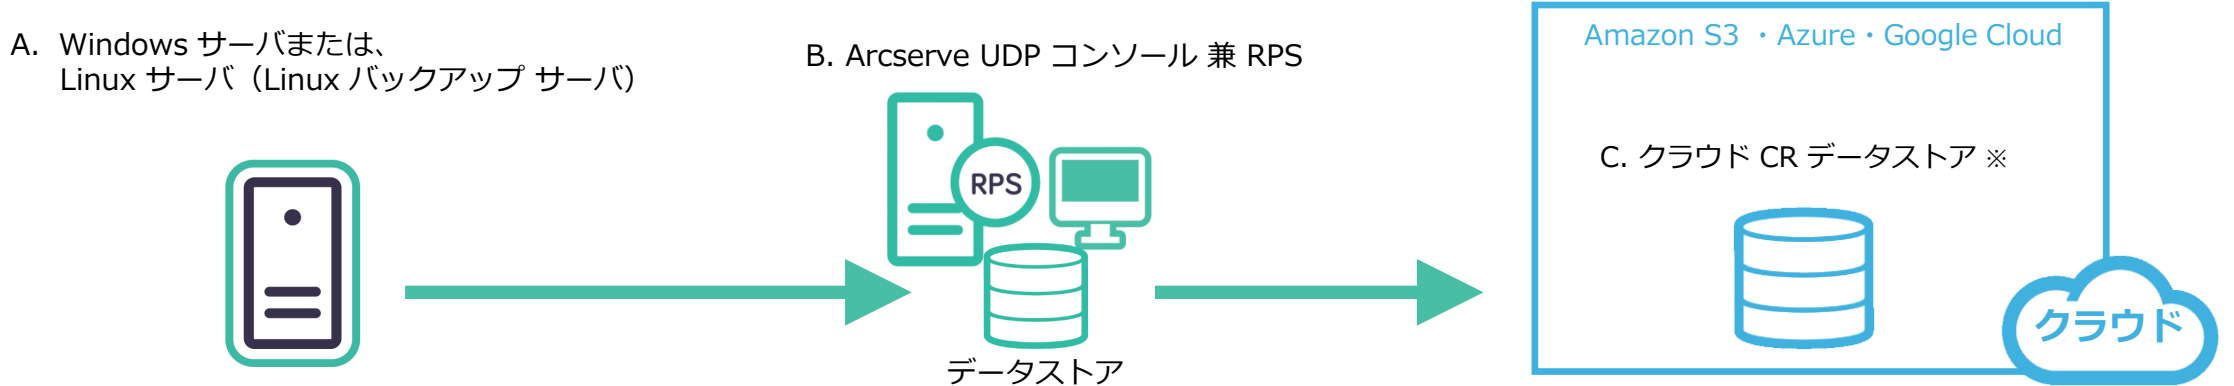 A. Windows サーバまたは、
Linux サーバ（Linux バックアップ サーバ）
B. Arcserve UDP コンソール 兼 RPS
RPS
データストア
Amazon S3 ・Azure・Google Cloud
C. クラウド CR データストア ※
クラウド